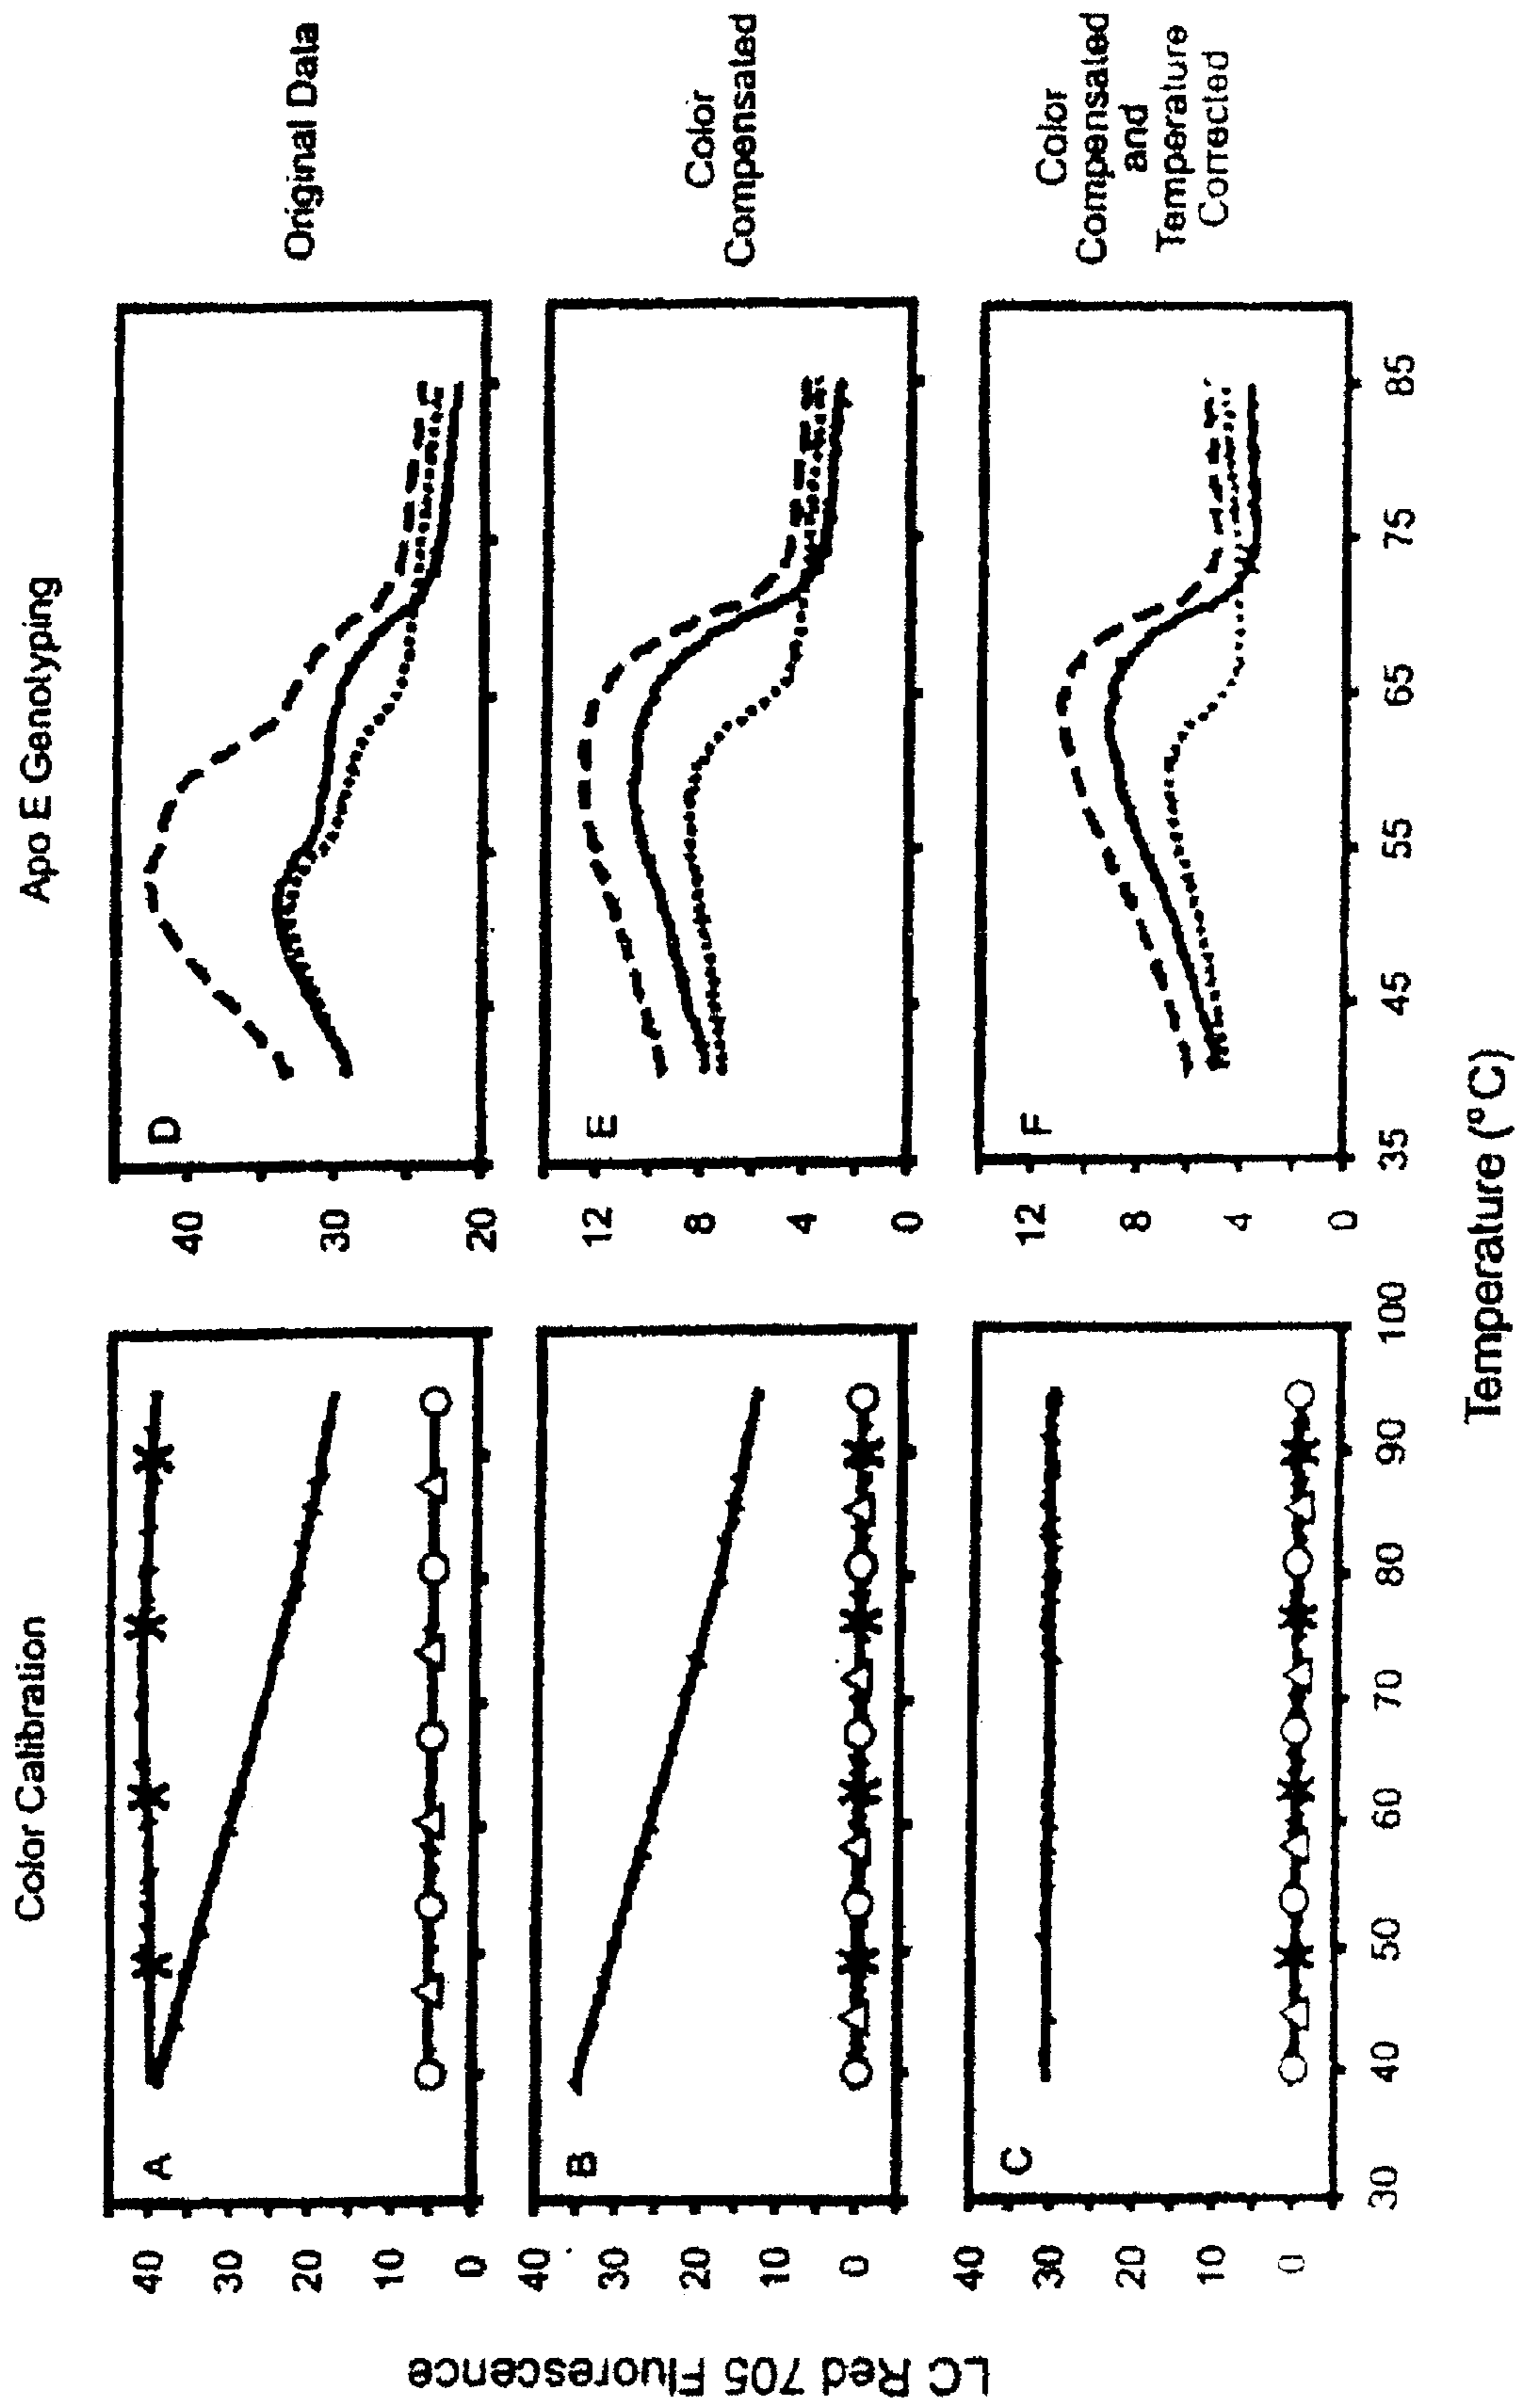 Color Calibration
Apo E Genotyping
LC Red 705 Fluorescence
A
40
30
20
10
0
D
40
30
20
Original Data
B
40
30
20
10
0
E
12
8
4
0
Color
Compensated
C
40
30
20
10
0
F
12
8
4
0
Color
Compensated
and
Temperature
Corrected
30 40 50 60 70 80 90 100
35 45 55 65 75 85
Temperature (°C)